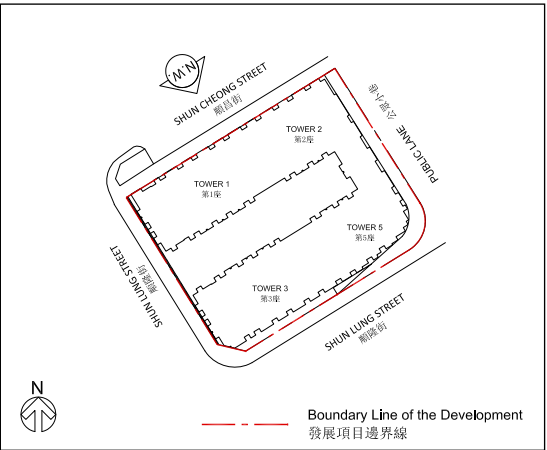 N.W.
SHUN CHEONG STREET
順昌街
TOWER 2
第2座
PUBLIC LANE 公眾小巷
TOWER 1
第1座
TOWER 5
第5座
SHUN LUNG STREET
順隆街
TOWER 3
第3座
SHUN LUNG STREET
順隆街
N
Boundary Line of the Development
發展項目邊界線